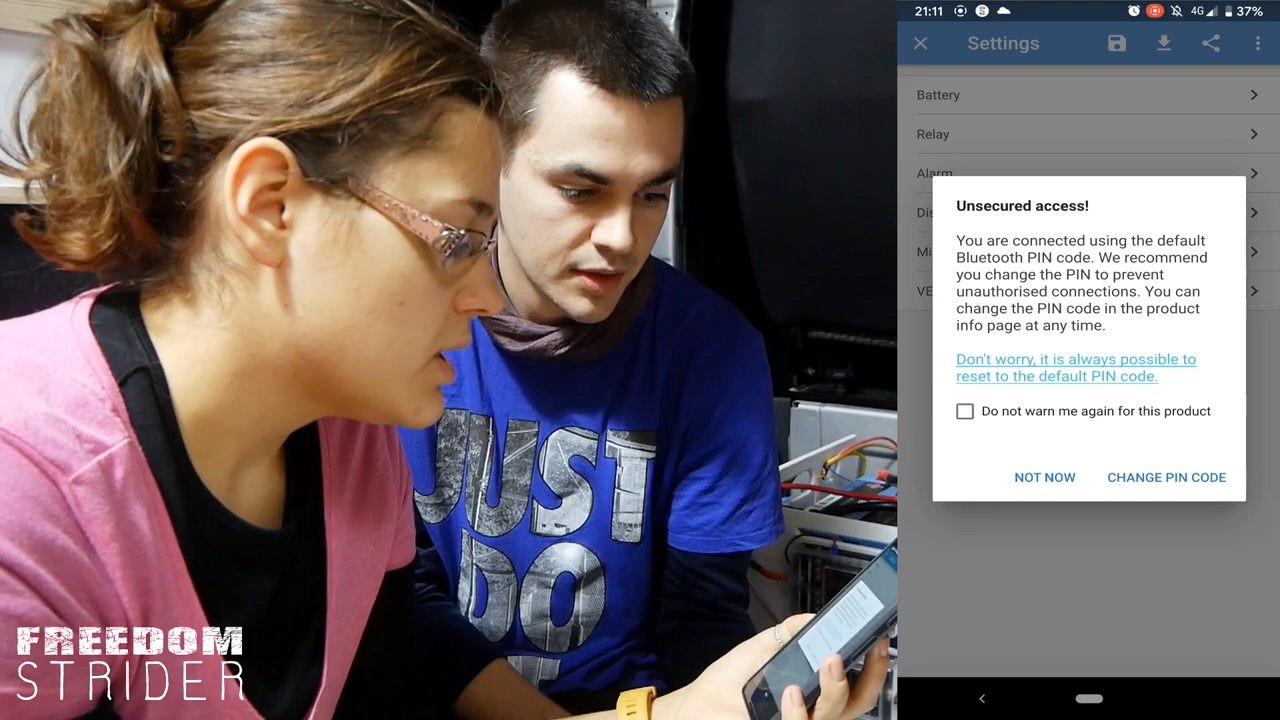 JUST
DO
FREEDOM
STRIDER
21:11
4G
37%
Settings
Battery
Relay
Alarm
Dis
Mi
VE
Unsecured access!
You are connected using the default
Bluetooth PIN code. We recommend
you change the PIN to prevent
unauthorised connections. You can
change the PIN code in the product
info page at any time.
Don't worry, it is always possible to
reset to the default PIN code.
Do not warn me again for this product
NOT NOW
CHANGE PIN CODE